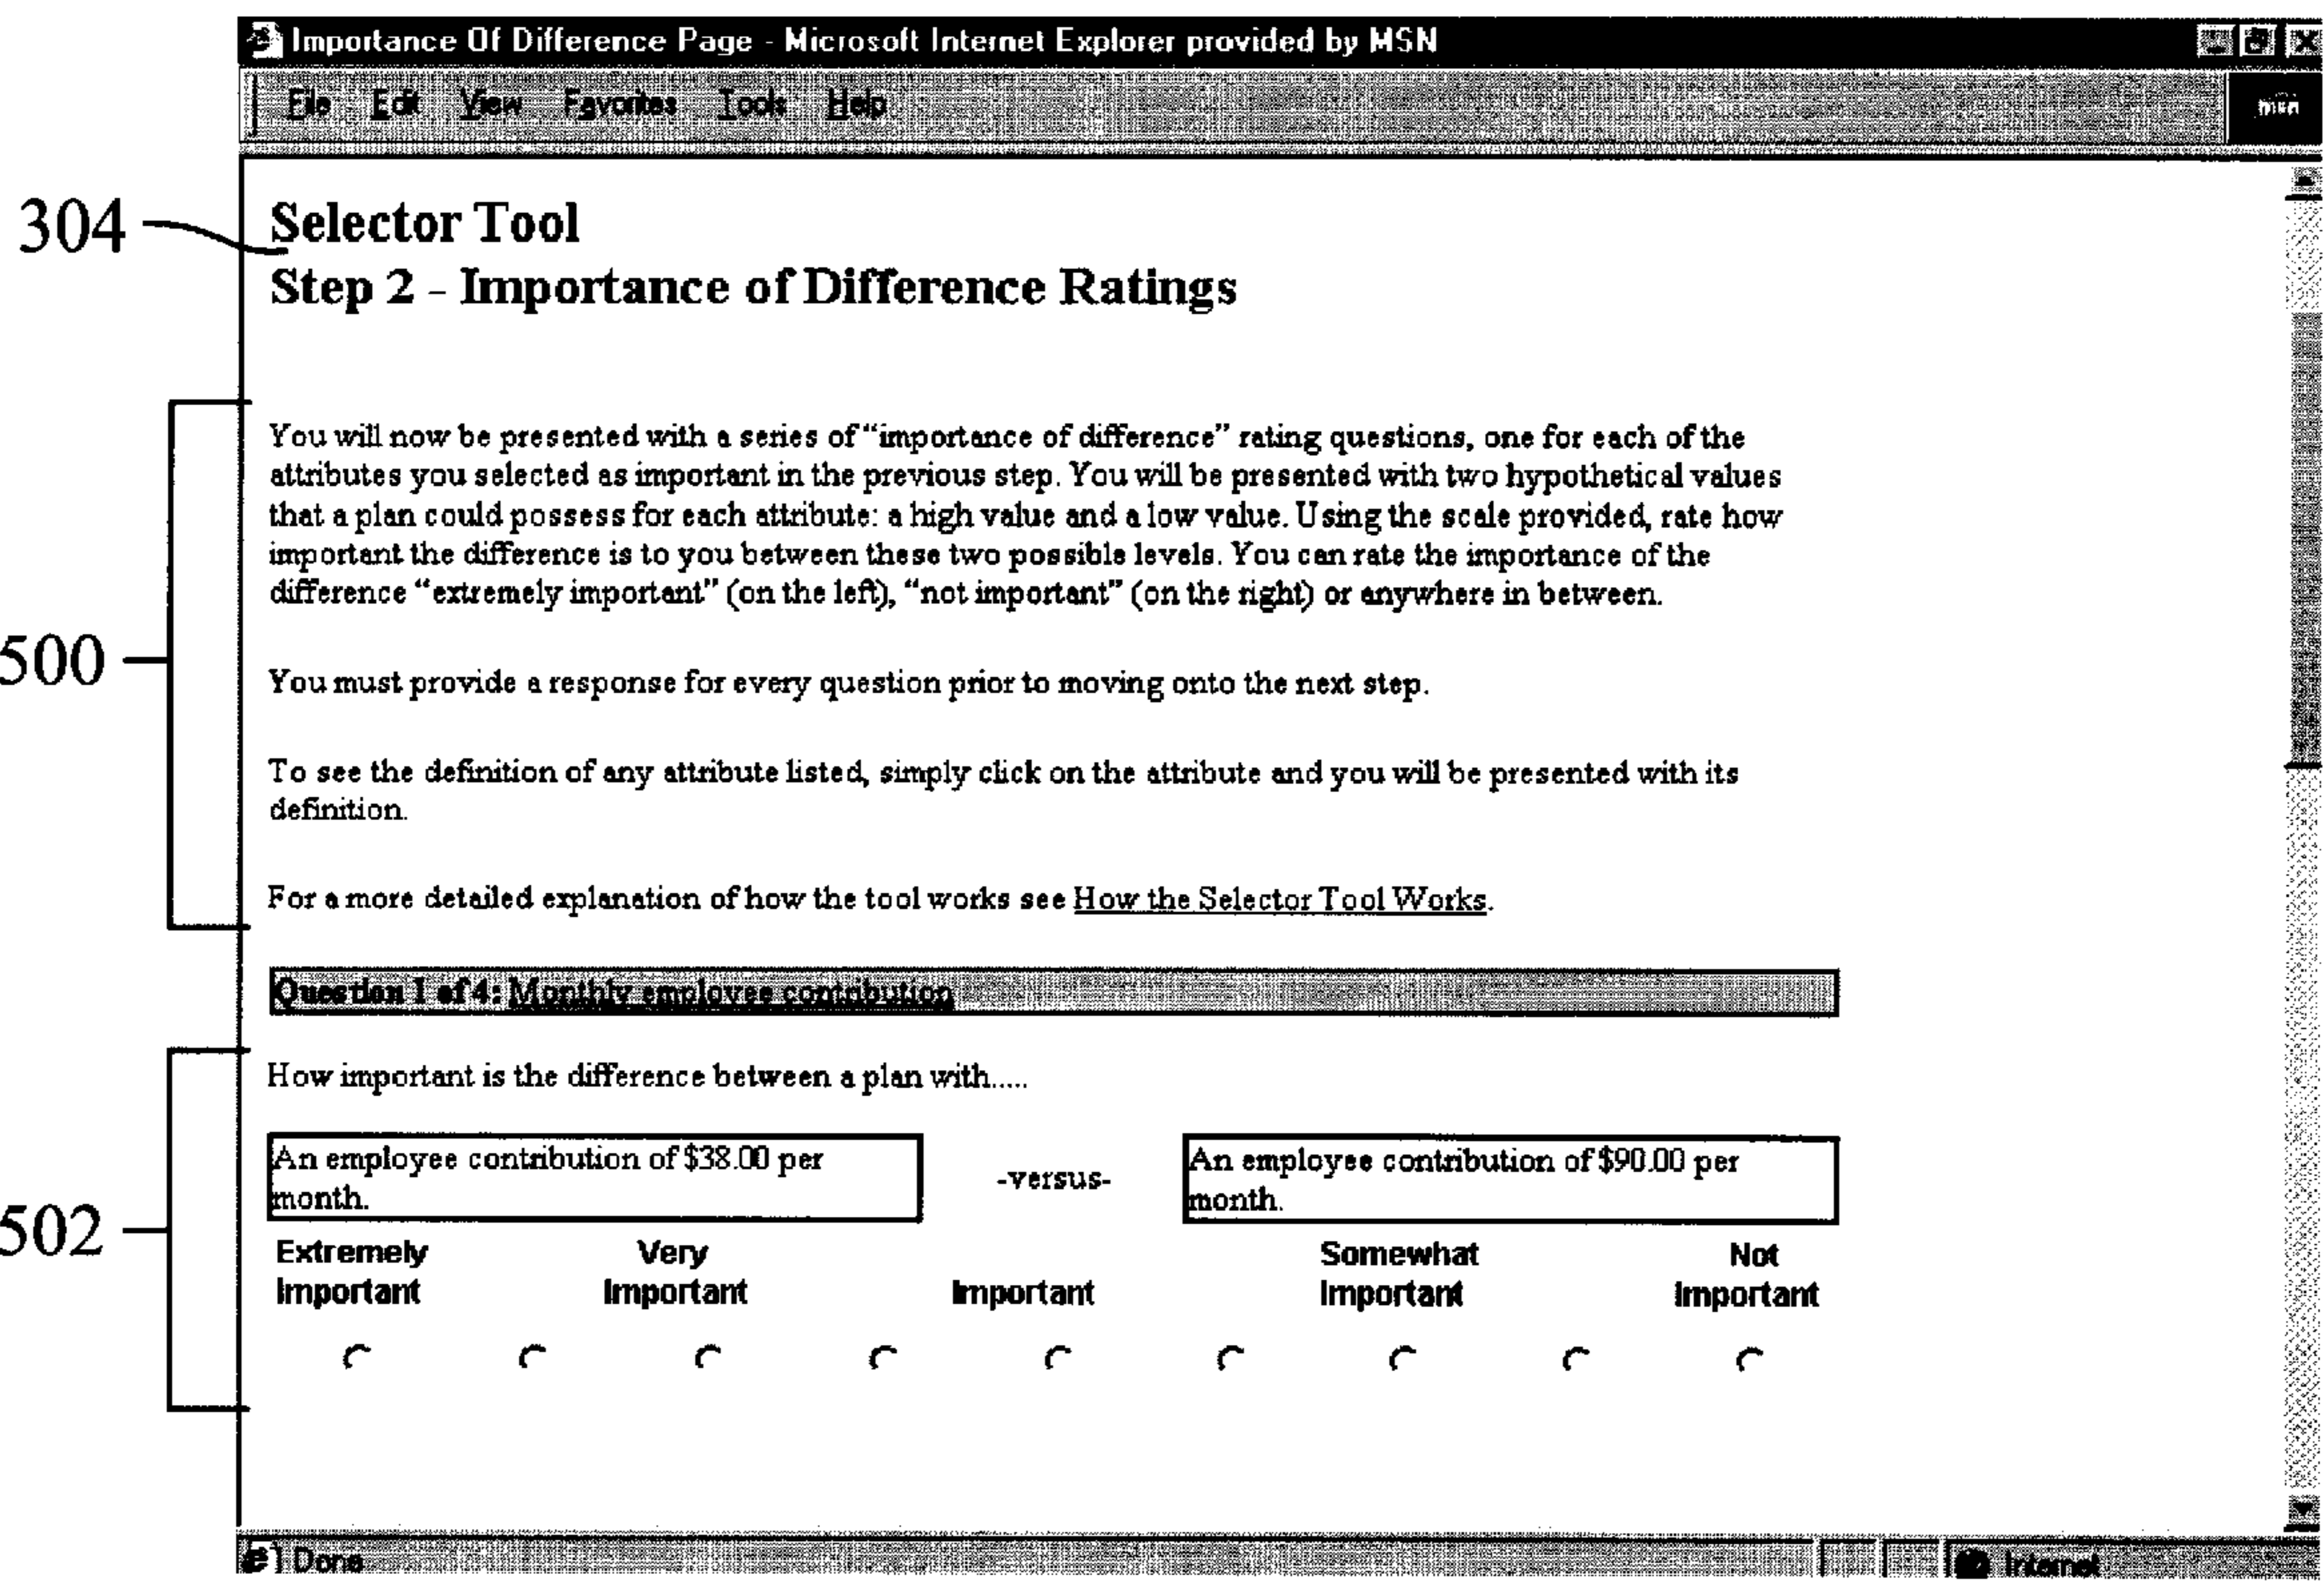 Importance Of Difference Page - Microsoft Internet Explorer provided by MSN
File Edit View Favorites Tools Help
msn
304
Selector Tool
Step 2 - Importance of Difference Ratings
500
You will now be presented with a series of “importance of difference” rating questions, one for each of the
attributes you selected as important in the previous step. You will be presented with two hypothetical values
that a plan could possess for each attribute: a high value and a low value. Using the scale provided, rate how
important the difference is to you between these two possible levels. You can rate the importance of the
difference “extremely important” (on the left), “not important” (on the right) or anywhere in between.
You must provide a response for every question prior to moving onto the next step.
To see the definition of any attribute listed, simply click on the attribute and you will be presented with its
definition.
For a more detailed explanation of how the tool works see How the Selector Tool Works.
Question 1 of 4: Monthly employee contribution
502
How important is the difference between a plan with.....
An employee contribution of $38.00 per
month.
-versus-
An employee contribution of $90.00 per
month.
Extremely
Important
Very
Important
Important
Somewhat
Important
Not
Important
Done
Internet